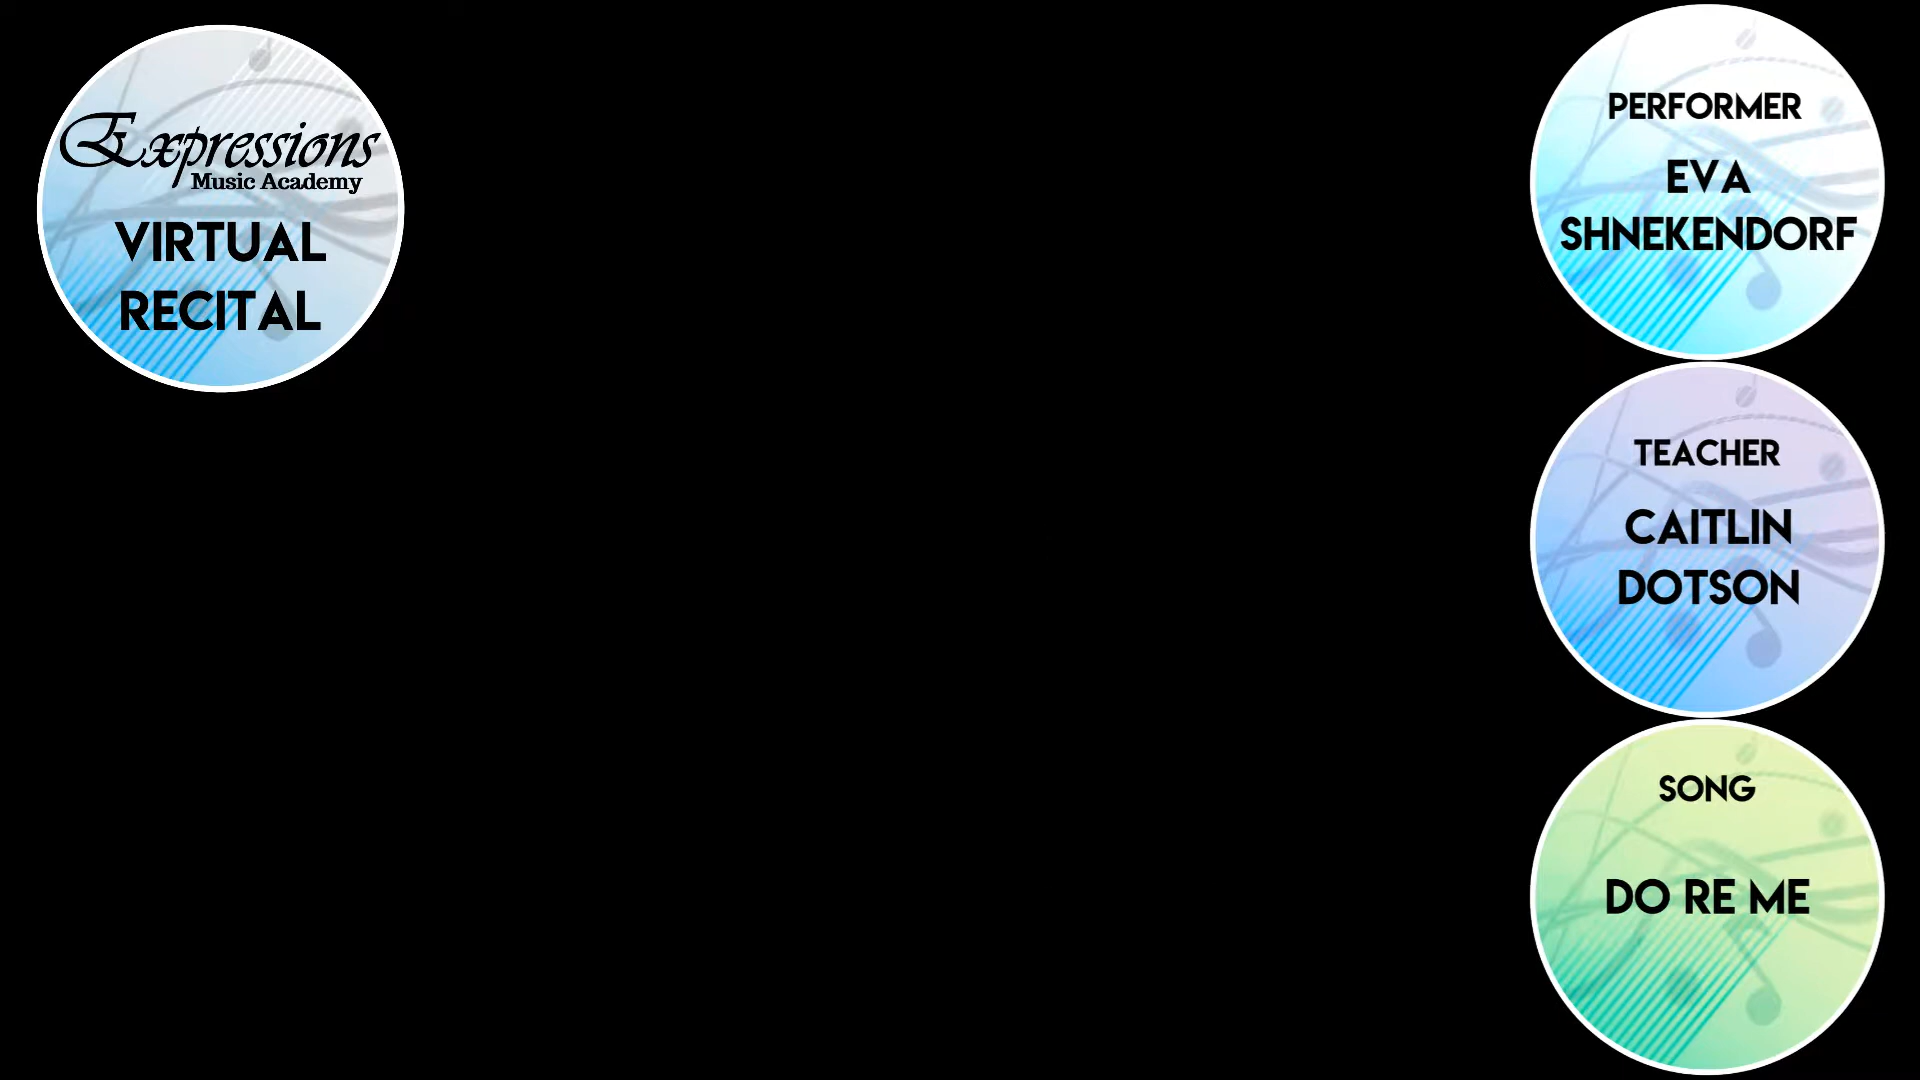 Expressions
Music Academy
VIRTUAL
RECITAL
PERFORMER
EVA
SHNEKENDORF
TEACHER
CAITLIN
DOTSON
SONG
DO RE ME